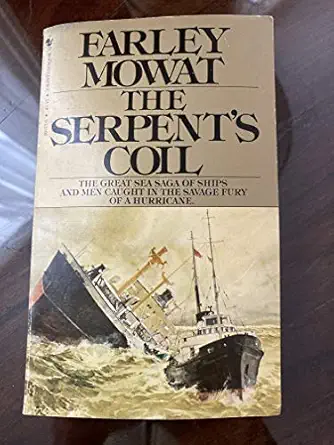 FARLEY
MOWAT
THE
SERPENT'S
COIL
THE GREAT SEA SAGA OF SHIPS
AND MEN CAUGHT IN THE SAVAGE FURY
OF A HURRICANE.